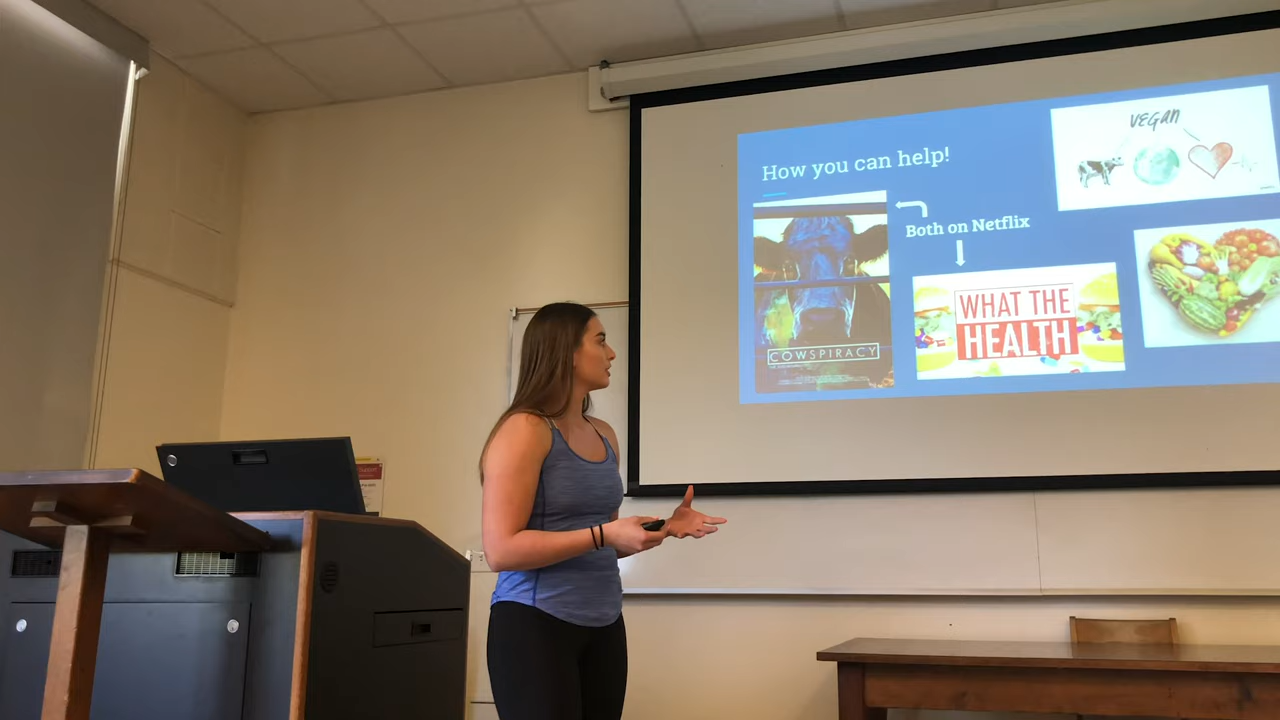 How you can help!
VEGAN
Both on Netflix
COWSPIRACY
WHAT THE
HEALTH